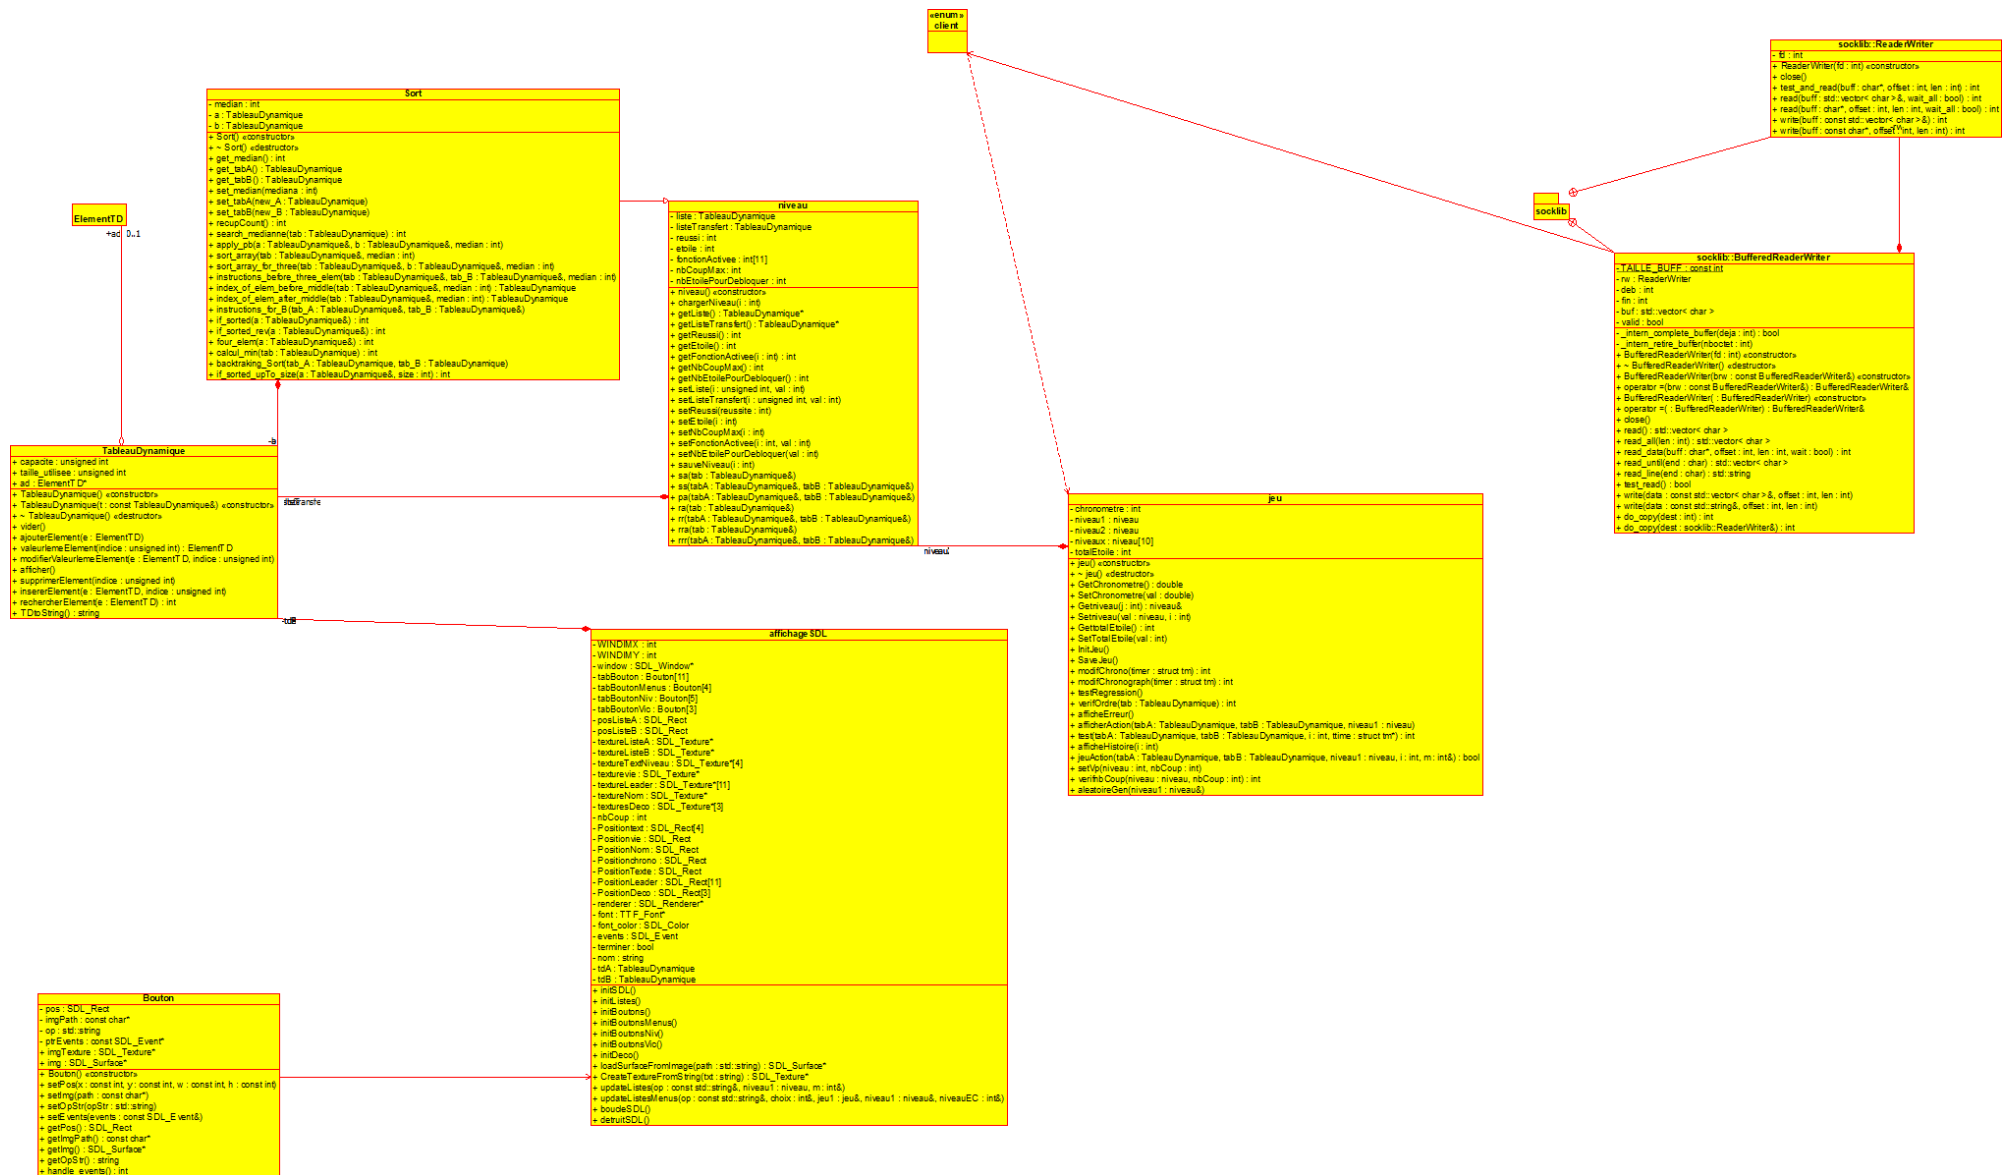 «enum»
client
socklib::ReaderWriter
- fd : int
+ ReaderWriter(fd : int) «constructor»
+ close()
+ test_and_read(buff : char*, offset : int, len : int) : int
+ read(buff : std::vector< char >&, wait_all : bool) : int
+ read(buff : char*, offset : int, len : int, wait_all : bool) : int
+ write(buff : const std::vector< char >&) : int
+ write(buff : const char*, offset : int, len : int) : int
-rw
Sort
- median : int
- a : TableauDynamique
- b : TableauDynamique
+ Sort() «constructor»
+ ~ Sort() «destructor»
+ get_median() : int
+ get_tabA() : TableauDynamique
+ get_tabB() : TableauDynamique
+ set_median(mediana : int)
+ set_tabA(new_A : TableauDynamique)
+ set_tabB(new_B : TableauDynamique)
+ recupCount() : int
+ search_medianne(tab : TableauDynamique) : int
+ apply_pb(a : TableauDynamique&, b : TableauDynamique&, median : int)
+ sort_array(tab : TableauDynamique&, median : int)
+ sort_array_for_three(tab : TableauDynamique&, b : TableauDynamique&, median : int)
+ instructions_before_three_elem(tab : TableauDynamique&, tab_B : TableauDynamique&, median : int)
+ index_of_elem_before_middle(tab : TableauDynamique&, median : int) : TableauDynamique
+ index_of_elem_after_middle(tab : TableauDynamique&, median : int) : TableauDynamique
+ instructions_for_B(tab_A : TableauDynamique&, tab_B : TableauDynamique&)
+ if_sorted(a : TableauDynamique&) : int
+ if_sorted_rev(a : TableauDynamique&) : int
+ four_elem(a : TableauDynamique&) : int
+ calcul_min(tab : TableauDynamique) : int
+ backtraking_Sort(tab_A : TableauDynamique, tab_B : TableauDynamique)
+ if_sorted_upTo_size(a : TableauDynamique&, size : int) : int
ElementTD
+ad 0..1
niveau
- liste : TableauDynamique
- listeTransfert : TableauDynamique
- reussi : int
- etoile : int
- fonctionActivee : int[11]
- nbCoupMax : int
- nbEtoilePourDebloquer : int
+ niveau() «constructor»
+ chargerNiveau(i : int)
+ getListe() : TableauDynamique*
+ getListeTransfert() : TableauDynamique*
+ getReussi() : int
+ getEtoile() : int
+ getFonctionActivee(i : int) : int
+ getNbCoupMax() : int
+ getNbEtoilePourDebloquer() : int
+ setListe(i : unsigned int, val : int)
+ setListeTransfert(i : unsigned int, val : int)
+ setReussi(reussite : int)
+ setEtoile(i : int)
+ setNbCoupMax(i : int)
+ setFonctionActivee(i : int, val : int)
+ setNbEtoilePourDebloquer(val : int)
+ sauveNiveau(i : int)
+ sa(tab : TableauDynamique&)
+ ss(tabA : TableauDynamique&, tabB : TableauDynamique&)
+ pa(tabA : TableauDynamique&, tabB : TableauDynamique&)
+ ra(tab : TableauDynamique&)
+ rr(tabA : TableauDynamique&, tabB : TableauDynamique&)
+ rra(tab : TableauDynamique&)
+ rrr(tabA : TableauDynamique&, tabB : TableauDynamique&)
socklib
socklib::BufferedReaderWriter
- TAILLE_BUFF : const int
- rw : ReaderWriter
- deb : int
- fin : int
- buf : std::vector< char >
- valid : bool
- _intern_complete_buffer(deja : int) : bool
- _intern_retire_buffer(nboctet : int)
+ BufferedReaderWriter(fd : int) «constructor»
+ ~ BufferedReaderWriter() «destructor»
+ BufferedReaderWriter(brw : const BufferedReaderWriter&) «constructor»
+ operator =(brw : const BufferedReaderWriter&) : BufferedReaderWriter&
+ BufferedReaderWriter( : BufferedReaderWriter) «constructor»
+ operator =( : BufferedReaderWriter) : BufferedReaderWriter&
+ close()
+ read() : std::vector< char >
+ read_all(len : int) : std::vector< char >
+ read_data(buff : char*, offset : int, len : int, wait : bool) : int
+ read_until(end : char) : std::vector< char >
+ read_line(end : char) : std::string
+ test_read() : bool
+ write(data : const std::vector< char >&, offset : int, len : int)
+ write(data : const std::string&, offset : int, len : int)
+ do_copy(dest : int) : int
+ do_copy(dest : socklib::ReaderWriter&) : int
TableauDynamique
+ capacite : unsigned int
+ taille_utilisee : unsigned int
+ ad : ElementTD*
+ TableauDynamique() «constructor»
+ TableauDynamique(t : const TableauDynamique&) «constructor»
+ ~ TableauDynamique() «destructor»
+ vider()
+ ajouterElement(e : ElementTD)
+ valeurIemeElement(indice : unsigned int) : ElementTD
+ modifierValeurIemeElement(e : ElementTD, indice : unsigned int)
+ afficher()
+ supprimerElement(indice : unsigned int)
+ insererElement(e : ElementTD, indice : unsigned int)
+ rechercherElement(e : ElementTD) : int
+ TDtoString() : string
jeu
- chronometre : int
- niveau1 : niveau
- niveau2 : niveau
- niveaux : niveau[10]
- totalEtoile : int
+ jeu() «constructor»
+ ~ jeu() «destructor»
+ GetChronometre() : double
+ SetChronometre(val : double)
+ Getniveau(j : int) : niveau&
+ Setniveau(val : niveau, i : int)
+ GettotalEtoile() : int
+ SetTotalEtoile(val : int)
+ InitJeu()
+ SaveJeu()
+ modifChrono(timer : struct tm) : int
+ modifChronograph(timer : struct tm) : int
+ testRegression()
+ verifOrdre(tab : TableauDynamique) : int
+ afficheErreur()
+ afficherAction(tabA : TableauDynamique, tabB : TableauDynamique, niveau1 : niveau)
+ test(tabA : TableauDynamique, tabB : TableauDynamique, i : int, ttime : struct tm*) : int
+ afficheHistoire(i : int)
+ jeuAction(tabA : TableauDynamique, tabB : TableauDynamique, niveau1 : niveau, i : int, m : int&) : bool
+ setVp(niveau : int, nbCoup : int)
+ verifnbCoup(niveau : niveau, nbCoup : int) : int
+ aleatoireGen(niveau1 : niveau&)
affichageSDL
- WINDIMX : int
- WINDIMY : int
- window : SDL_Window*
- tabBouton : Bouton[11]
- tabBoutonMenus : Bouton[4]
- tabBoutonNiv : Bouton[5]
- tabBoutonVic : Bouton[3]
- posListeA : SDL_Rect
- posListeB : SDL_Rect
- textureListeA : SDL_Texture*
- textureListeB : SDL_Texture*
- textureTextNiveau : SDL_Texture*[4]
- texturevie : SDL_Texture*
- textureLeader : SDL_Texture*[11]
- textureNom : SDL_Texture*
- texturesDeco : SDL_Texture*[3]
- nbCoup : int
- Positiontext : SDL_Rect[4]
- Positionvie : SDL_Rect
- PositionNom : SDL_Rect
- Positionchrono : SDL_Rect
- PositionTexte : SDL_Rect
- PositionLeader : SDL_Rect[11]
- PositionDeco : SDL_Rect[3]
- renderer : SDL_Renderer*
- font : TTF_Font*
- font_color : SDL_Color
- events : SDL_Event
- terminer : bool
- nom : string
- tdA : TableauDynamique
- tdB : TableauDynamique
+ initSDL()
+ initListes()
+ initBoutons()
+ initBoutonsMenus()
+ initBoutonsNiv()
+ initBoutonsVic()
+ initDeco()
+ loadSurfaceFromImage(path : std::string) : SDL_Surface*
+ CreateTextureFromString(txt : string) : SDL_Texture*
+ updateListes(op : const std::string&, niveau1 : niveau, m : int&)
+ updateListesMenus(op : const std::string&, choix : int&, jeu1 : jeu&, niveau1 : niveau&, niveauEC : int&)
+ boucleSDL()
+ detruitSDL()
Bouton
- pos : SDL_Rect
- imgPath : const char*
- op : std::string
- ptrEvents : const SDL_Event*
+ imgTexture : SDL_Texture*
+ img : SDL_Surface*
+ Bouton() «constructor»
+ setPos(x : const int, y : const int, w : const int, h : const int)
+ setImg(path : const char*)
+ setOpStr(opStr : std::string)
+ setEvents(events : const SDL_Event&)
+ getPos() : SDL_Rect
+ getImgPath() : const char*
+ getImg() : SDL_Surface*
+ getOpStr() : string
+ handle_events() : int